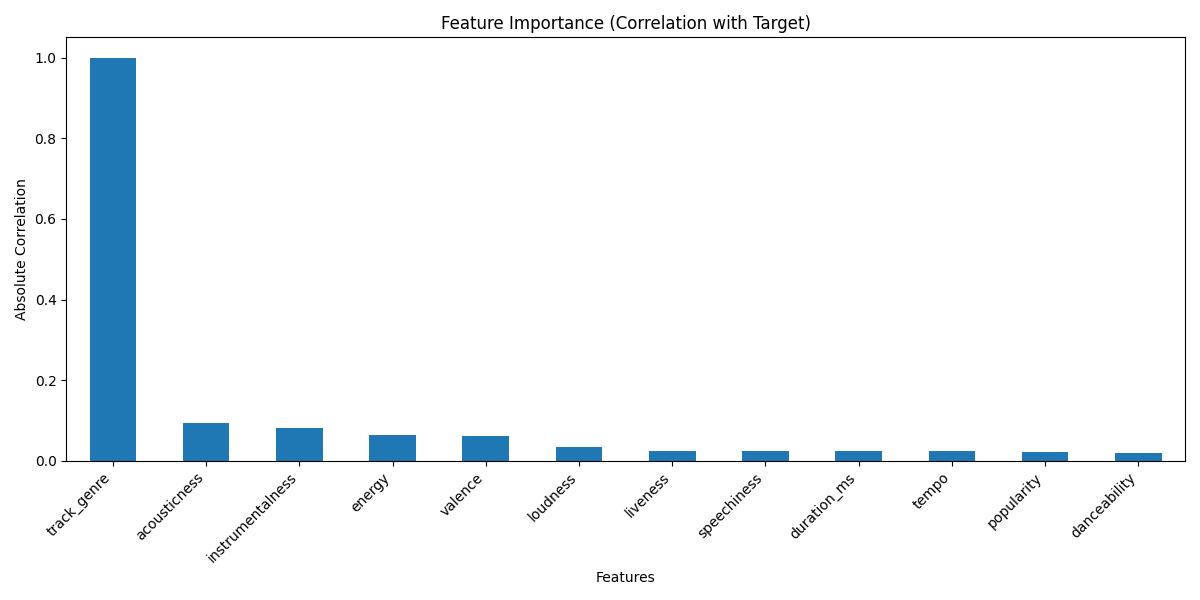 Feature Importance (Correlation with Target)
Absolute Correlation
1.0
0.8
0.6
0.4
0.2
0.0
track_genre
acousticness
instrumentalness
energy
valence
loudness
liveness
speechiness
duration_ms
tempo
popularity
danceability
Features